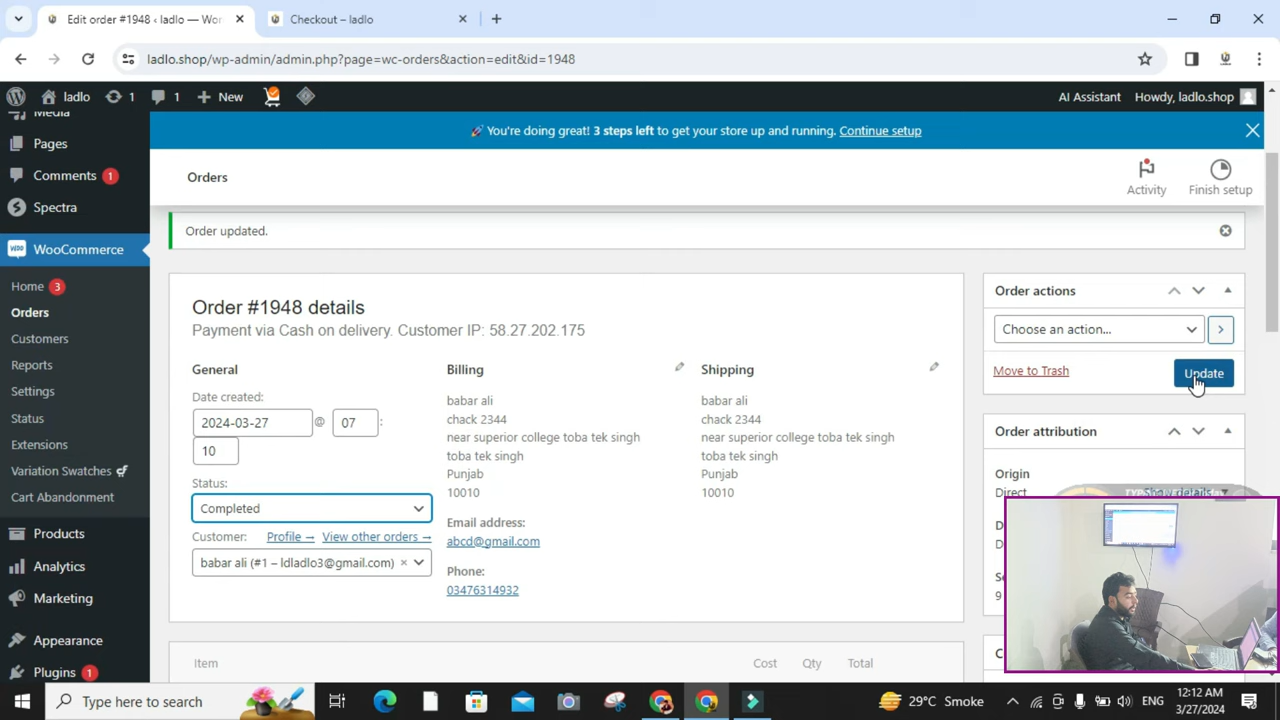 Edit order #1948 ‹ ladlo — Wo
Checkout – ladlo
ladlo.shop/wp-admin/admin.php?page=wc-orders&action=edit&id=1948
ladlo 1 1 New AI Assistant Howdy, ladlo.shop
🚀 You're doing great! 3 steps left to get your store up and running. Continue setup
Media
Pages
Comments 1
Spectra
WooCommerce
Home 3
Orders
Customers
Reports
Settings
Status
Extensions
Variation Swatches
Cart Abandonment
Products
Analytics
Marketing
Appearance
Plugins 1
Orders
Activity
Finish setup
Order updated.
Order #1948 details
Payment via Cash on delivery. Customer IP: 58.27.202.175
General
Date created:
2024-03-27 @ 07 :
10
Status:
Completed
Customer: Profile → View other orders →
babar ali (#1 – ldladlo3@gmail.com) ×
Billing
babar ali
chack 2344
near superior college toba tek singh
toba tek singh
Punjab
10010
Email address:
abcd@gmail.com
Phone:
03476314932
Shipping
babar ali
chack 2344
near superior college toba tek singh
toba tek singh
Punjab
10010
Order actions
Choose an action...
Move to Trash
Update
Order attribution
Origin
Direct
Show details
Item Cost Qty Total
Type here to search
29°C Smoke
ENG
12:12 AM
3/27/2024